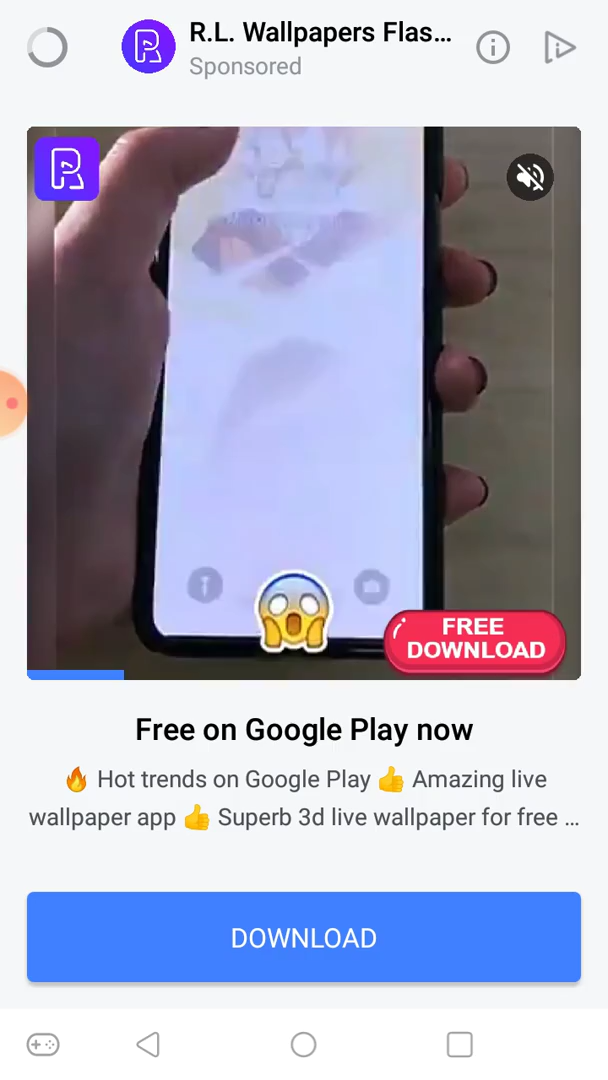 R.L. Wallpapers Flas...
Sponsored
FREE
DOWNLOAD
Free on Google Play now
🔥 Hot trends on Google Play 👍 Amazing live
wallpaper app 👍 Superb 3d live wallpaper for free ...
DOWNLOAD